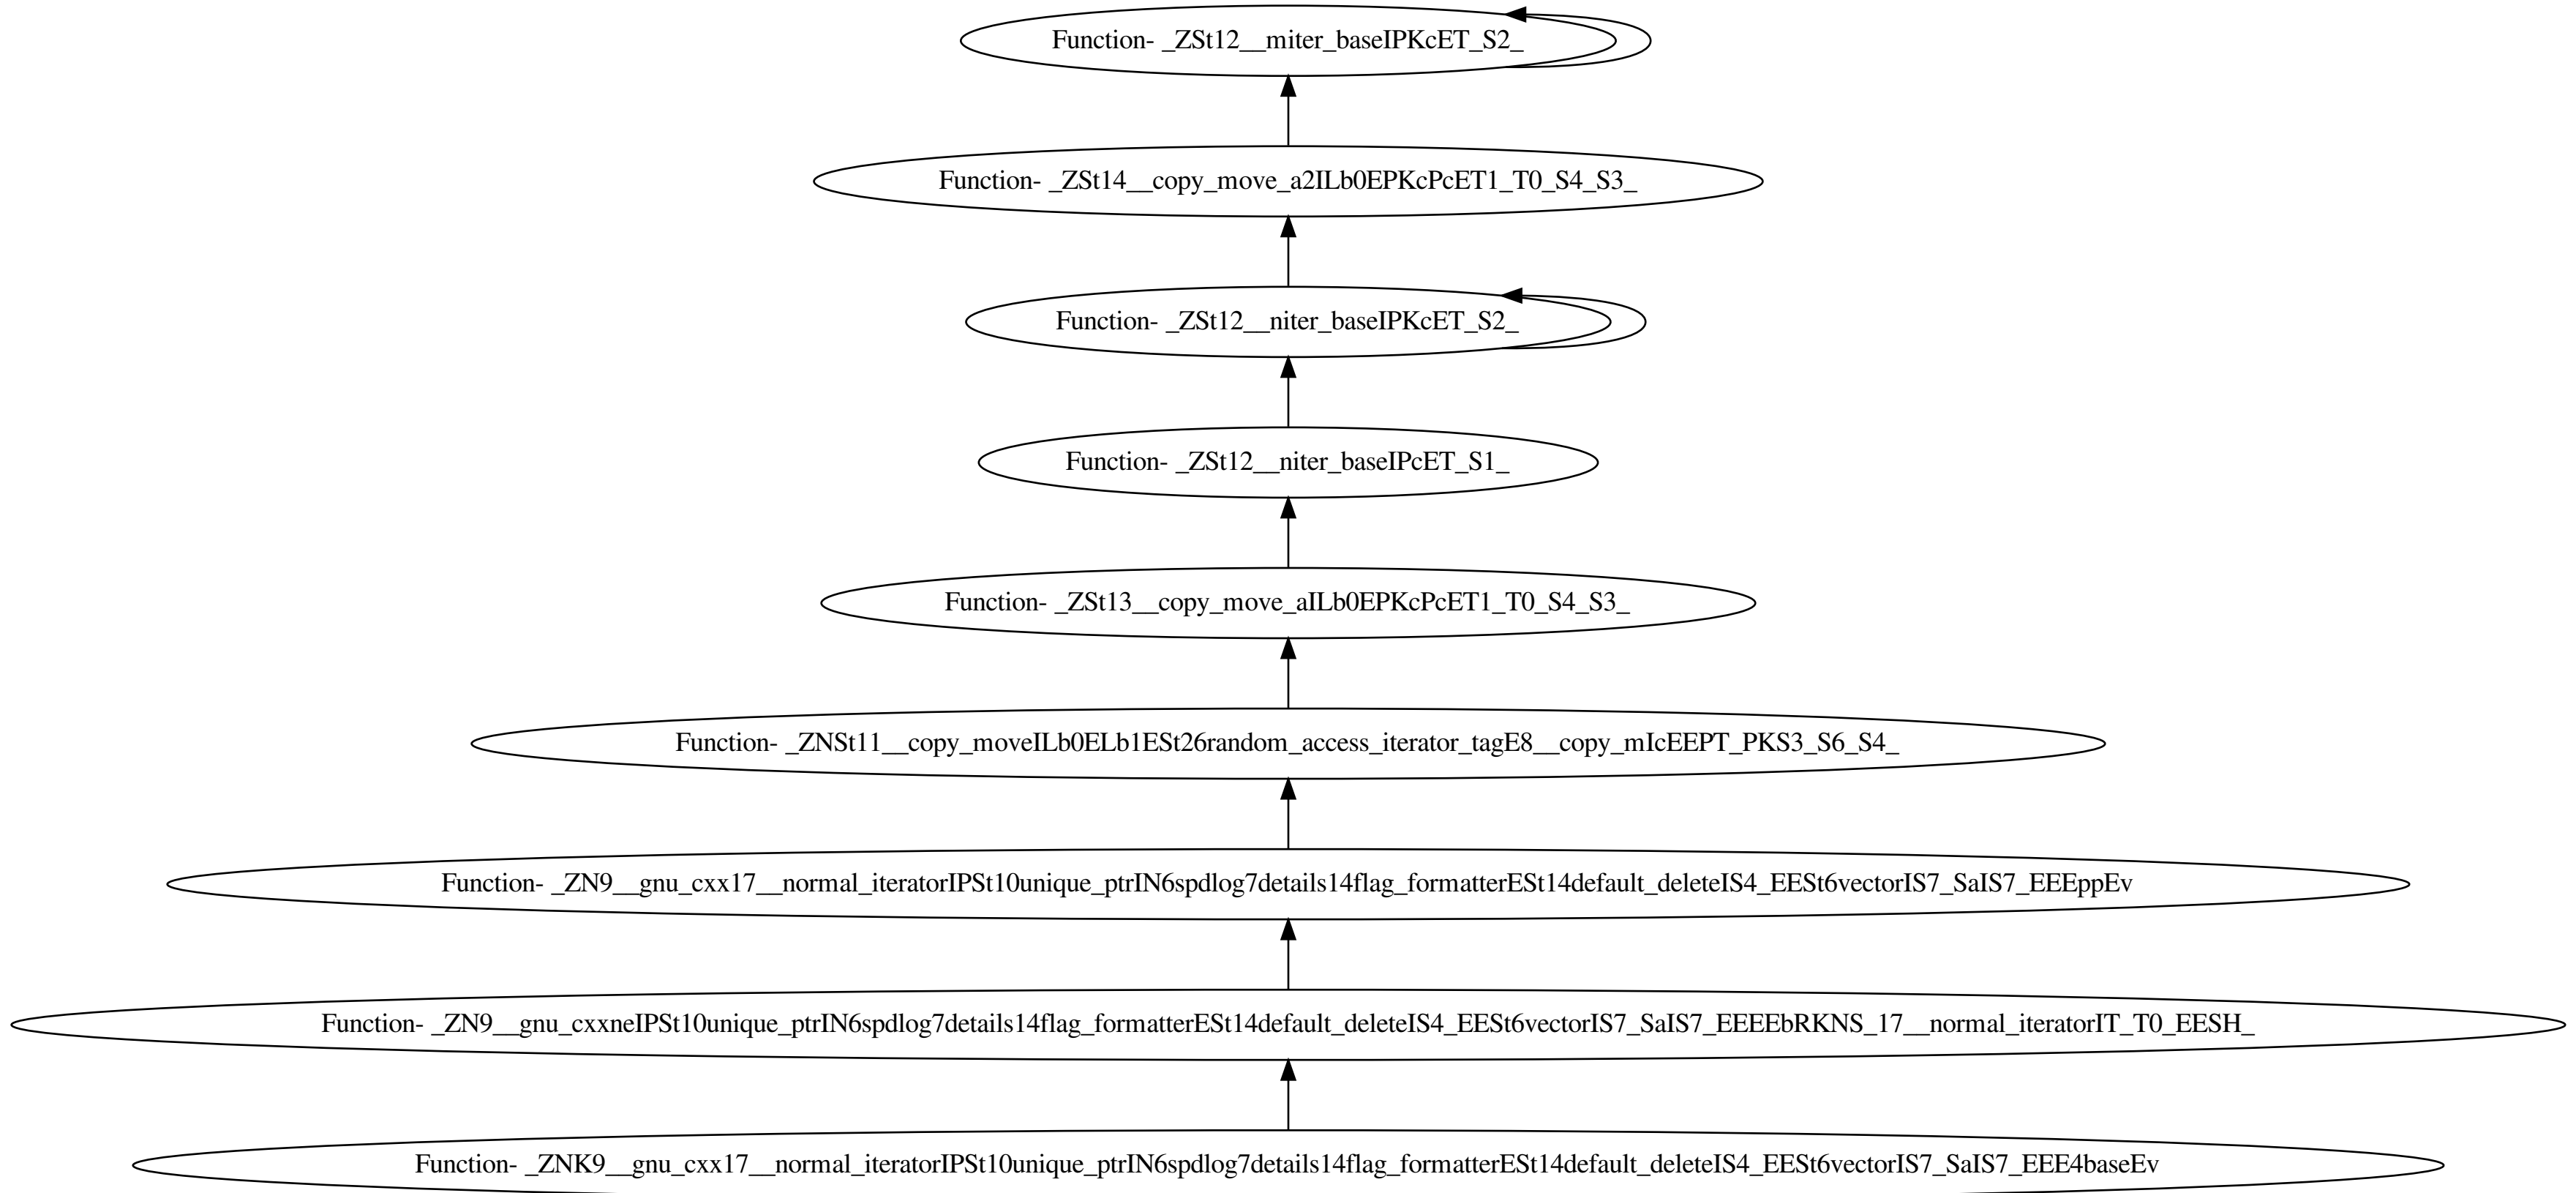 Function- _ZSt12__miter_baseIPKcET_S2_
Function- _ZSt14__copy_move_a2ILb0EPKcPcET1_T0_S4_S3_
Function- _ZSt12__niter_baseIPKcET_S2_
Function- _ZSt12__niter_baseIPcET_S1_
Function- _ZSt13__copy_move_aILb0EPKcPcET1_T0_S4_S3_
Function- _ZNSt11__copy_moveILb0ELb1ESt26random_access_iterator_tagE8__copy_mIcEEPT_PKS3_S6_S4_
Function- _ZN9__gnu_cxx17__normal_iteratorIPSt10unique_ptrIN6spdlog7details14flag_formatterESt14default_deleteIS4_EESt6vectorIS7_SaIS7_EEEppEv
Function- _ZN9__gnu_cxxneIPSt10unique_ptrIN6spdlog7details14flag_formatterESt14default_deleteIS4_EESt6vectorIS7_SaIS7_EEEEbRKNS_17__normal_iteratorIT_T0_EESH_
Function- _ZNK9__gnu_cxx17__normal_iteratorIPSt10unique_ptrIN6spdlog7details14flag_formatterESt14default_deleteIS4_EESt6vectorIS7_SaIS7_EEE4baseEv